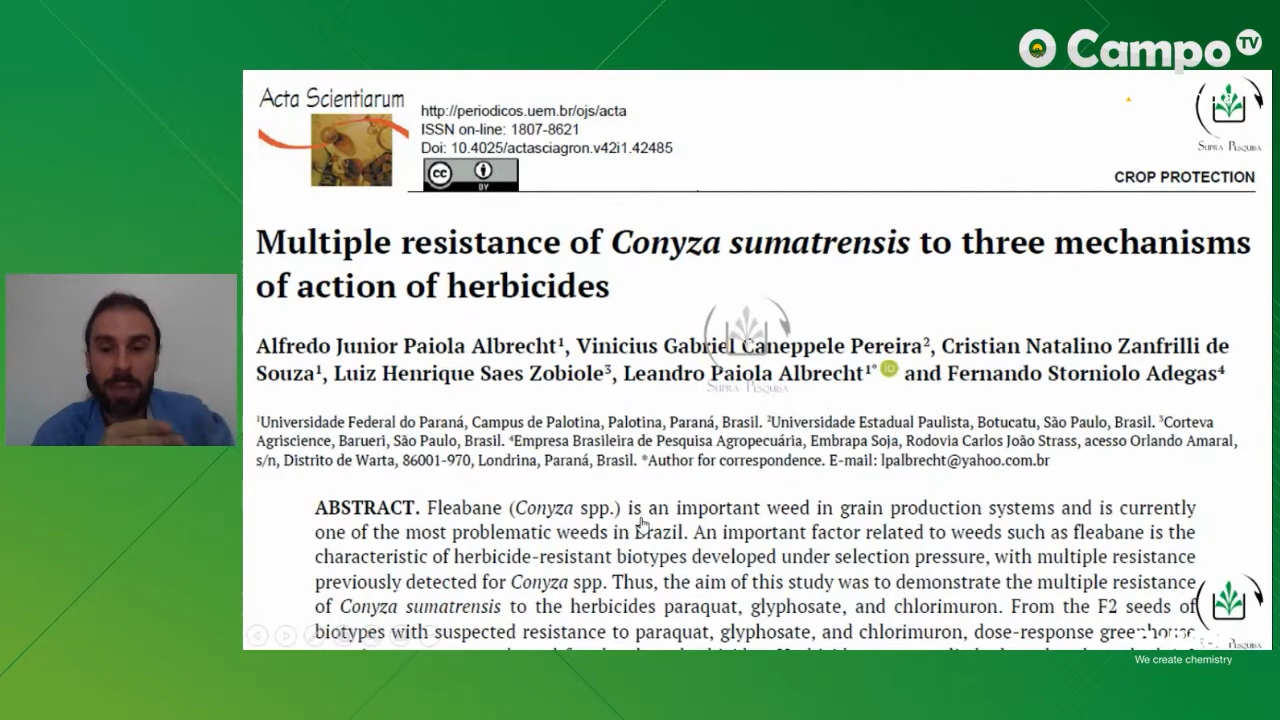 O Campo TV
Acta Scientiarum
http://periodicos.uem.br/ojs/acta
ISSN on-line: 1807-8621
Doi: 10.4025/actasciagron.v42i1.42485
cc BY
SUPRA PESQUISA
CROP PROTECTION
Multiple resistance of Conyza sumatrensis to three mechanisms
of action of herbicides
Alfredo Junior Paiola Albrecht¹, Vinicius Gabriel Caneppele Pereira², Cristian Natalino Zanfrilli de
Souza¹, Luiz Henrique Saes Zobiole³, Leandro Paiola Albrecht¹* iD and Fernando Storniolo Adegas⁴
SUPRA PESQUISA
¹Universidade Federal do Paraná, Campus de Palotina, Palotina, Paraná, Brasil. ²Universidade Estadual Paulista, Botucatu, São Paulo, Brasil. ³Corteva
Agriscience, Barueri, São Paulo, Brasil. ⁴Empresa Brasileira de Pesquisa Agropecuária, Embrapa Soja, Rodovia Carlos João Strass, acesso Orlando Amaral,
s/n, Distrito de Warta, 86001-970, Londrina, Paraná, Brasil. *Author for correspondence. E-mail: lpalbrecht@yahoo.com.br
ABSTRACT. Fleabane (Conyza spp.) is an important weed in grain production systems and is currently
one of the most problematic weeds in Brazil. An important factor related to weeds such as fleabane is the
characteristic of herbicide-resistant biotypes developed under selection pressure, with multiple resistance
previously detected for Conyza spp. Thus, the aim of this study was to demonstrate the multiple resistance
of Conyza sumatrensis to the herbicides paraquat, glyphosate, and chlorimuron. From the F2 seeds of
biotypes with suspected resistance to paraquat, glyphosate, and chlorimuron, dose-response greenhouse
SUPRA PESQUISA
We create chemistry